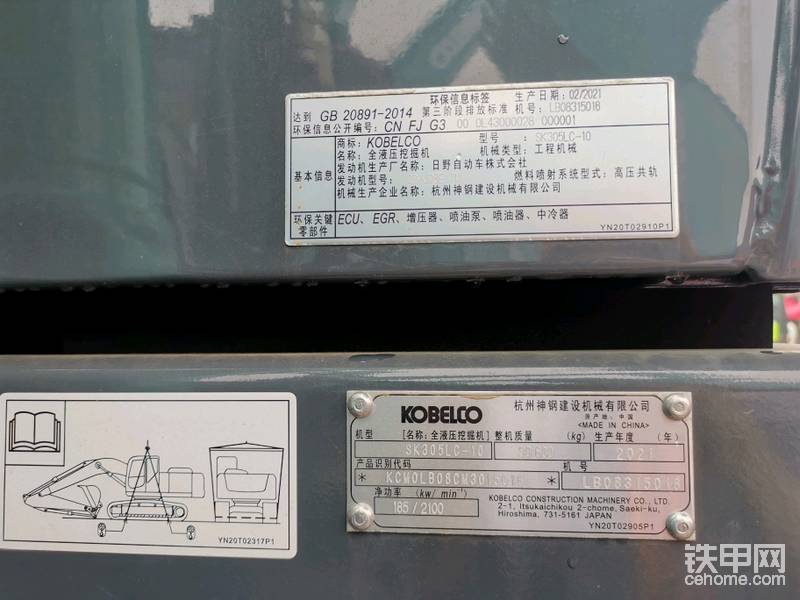 环保信息标签 生产日期: 02/2021
达到 GB 20891-2014 第三阶段排放标准 机号: LB08315018
环保信息公开编号: CN FJ G3 00 0L43000028 000001
商标: KOBELCO 型号: SK305LC-10
名称: 全液压挖掘机 机械类型: 工程机械
基本信息 发动机生产厂名称: 日野自动车株式会社
发动机型号: 燃料喷射系统型式: 高压共轨
机械生产企业名称: 杭州神钢建设机械有限公司
环保关键零部件 ECU、EGR、增压器、喷油泵、喷油器、中冷器
YN20T02910P1
KOBELCO 杭州神钢建设机械有限公司
原产地: 中国
<MADE IN CHINA>
机型 [名称: 全液压挖掘机] 整机质量 (kg) 生产年度 (年)
SK305LC-10 2021
产品识别代码 机号
LB08315018
净功率 (kw/min⁻¹)
185/2100
KOBELCO CONSTRUCTION MACHINERY CO., LTD.
2-1, Itsukaichikou 2-chome, Saeki-ku,
Hiroshima, 731-5161 JAPAN
YN20T02905P1
YN20T02317P1
铁甲网
cehome.com